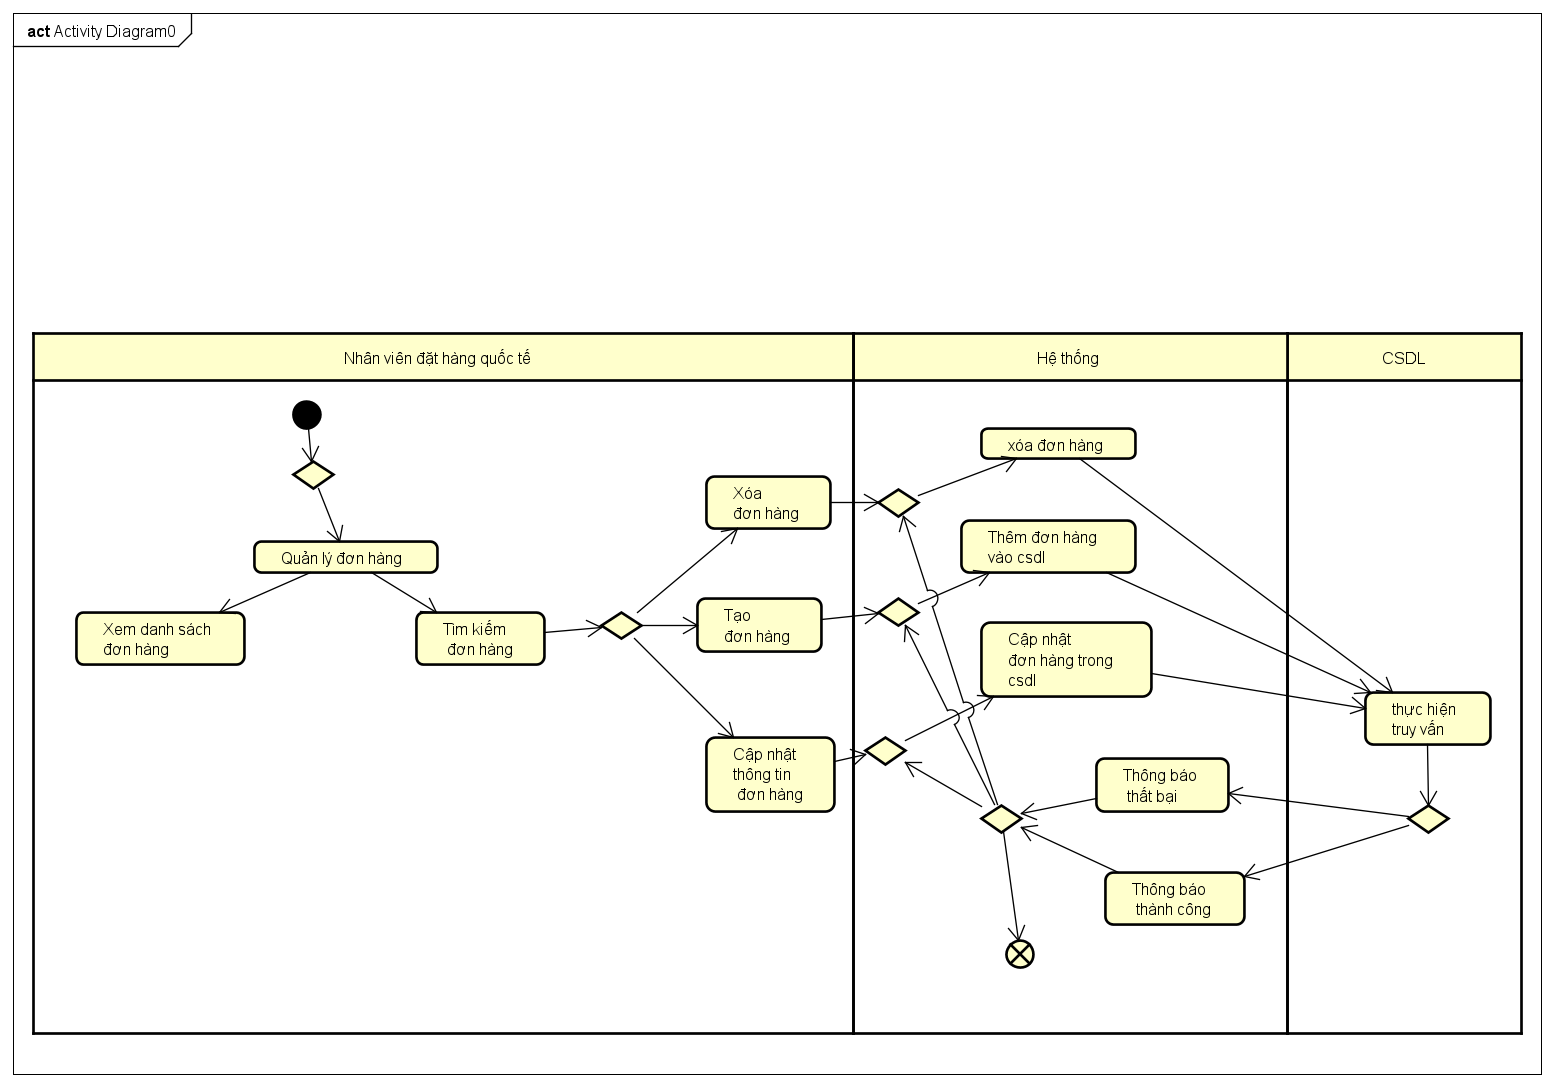 act Activity Diagram0
Nhân viên đặt hàng quốc tế
Hệ thống
CSDL
Quản lý đơn hàng
Xem danh sách
đơn hàng
Tìm kiếm
đơn hàng
Xóa
đơn hàng
Tạo
đơn hàng
Cập nhật
thông tin
đơn hàng
xóa đơn hàng
Thêm đơn hàng
vào csdl
Cập nhật
đơn hàng trong
csdl
Thông báo
thất bại
Thông báo
thành công
thực hiện
truy vấn